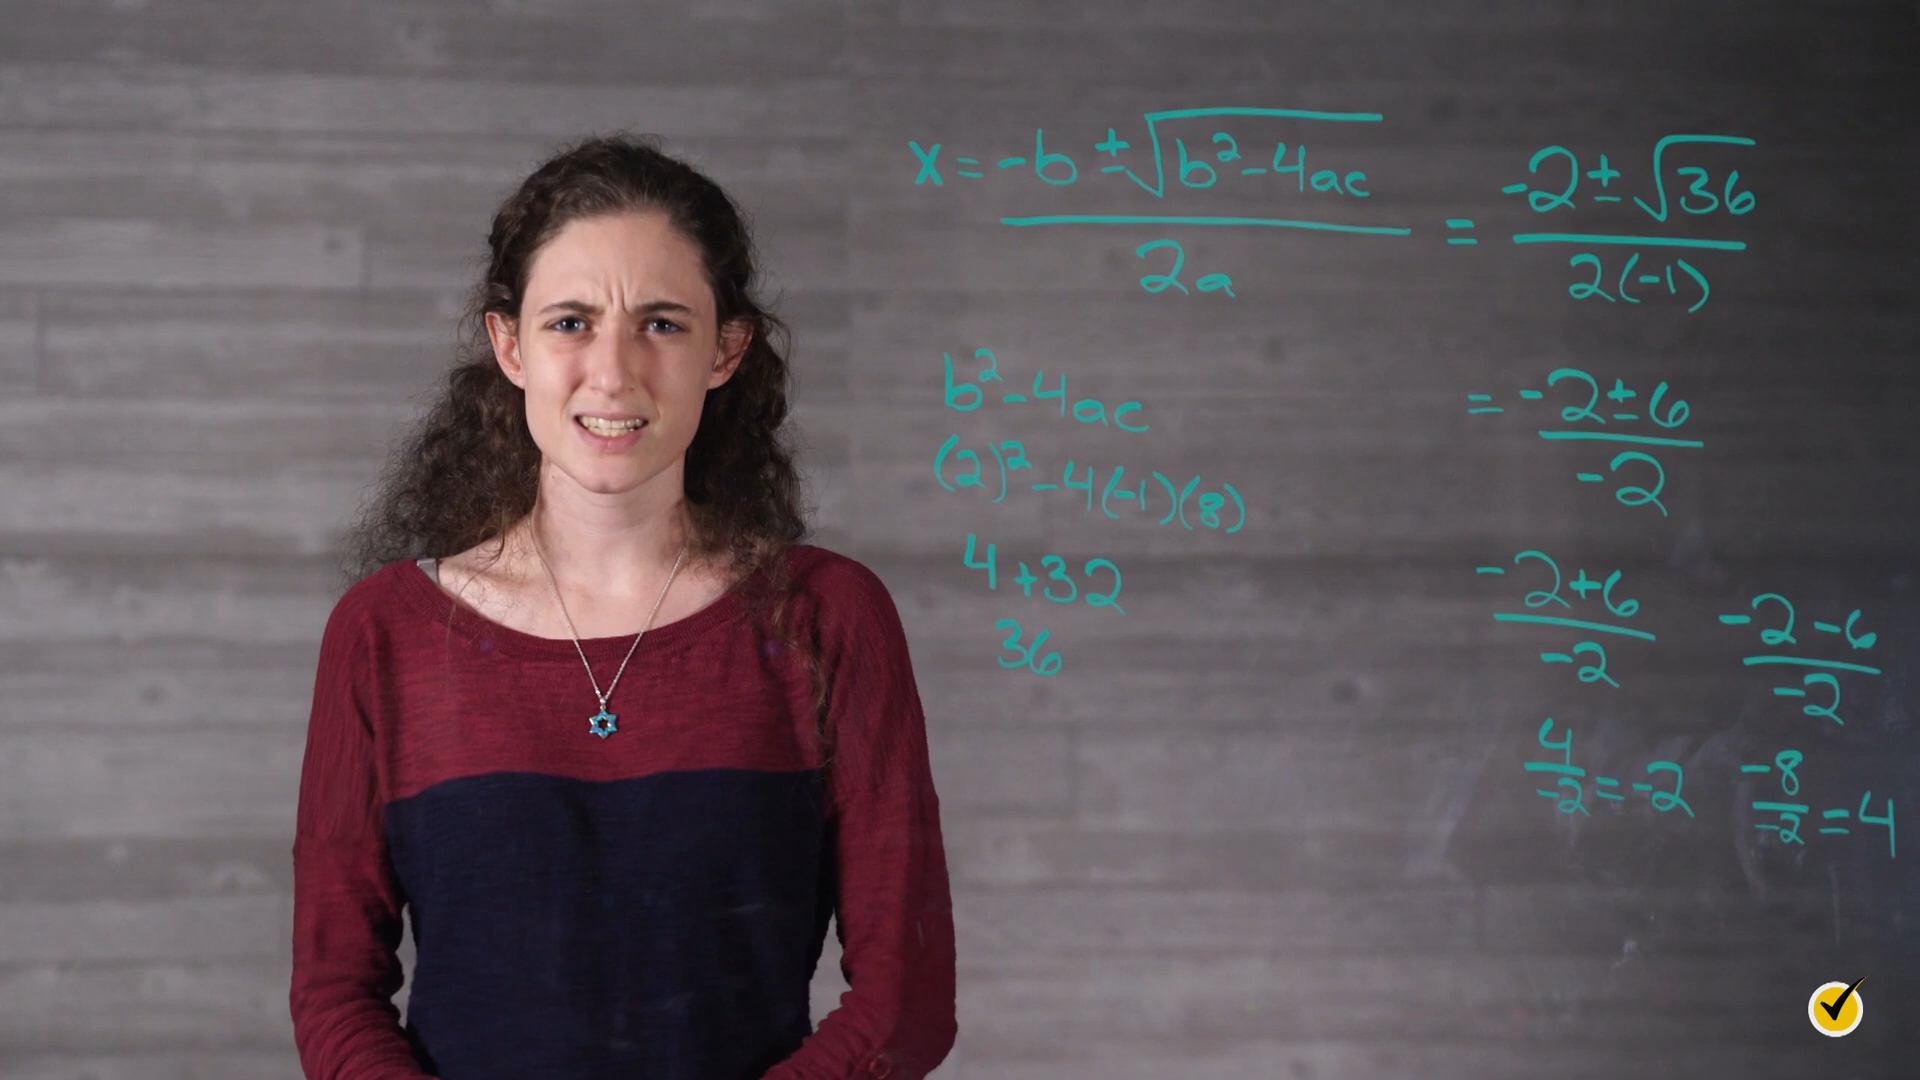 x = -b ± √b² - 4ac / 2a = -2 ± √36 / 2(-1)
b² - 4ac
(2)² - 4(-1)(8)
4 + 32
36
= -2 ± 6 / -2
-2 + 6 / -2
-2 - 6 / -2
4 / -2 = -2
-8 / -2 = 4